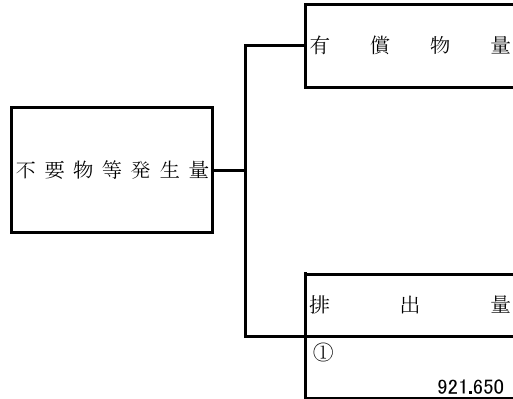 有償物量
不要物等発生量
排出量
①
921.650